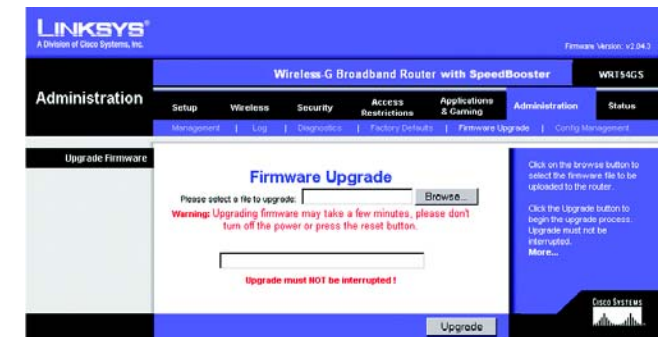 LINKSYS®
A Division of Cisco Systems, Inc.
Firmware Version: v2.04.3
Wireless-G Broadband Router with SpeedBooster
WRT54GS
Administration
Setup
Wireless
Security
Access Restrictions
Applications & Gaming
Administration
Status
Management | Log | Diagnostics | Factory Defaults | Firmware Upgrade | Config Management
Upgrade Firmware
Firmware Upgrade
Please select a file to upgrade:
Browse...
Warning: Upgrading firmware may take a few minutes, please don't
turn off the power or press the reset button.
Upgrade must NOT be interrupted !
Upgrade
Click on the browse button to
select the firmware file to be
uploaded to the router.
Click the Upgrade button to
begin the upgrade process.
Upgrade must not be
interrupted.
More...
CISCO SYSTEMS